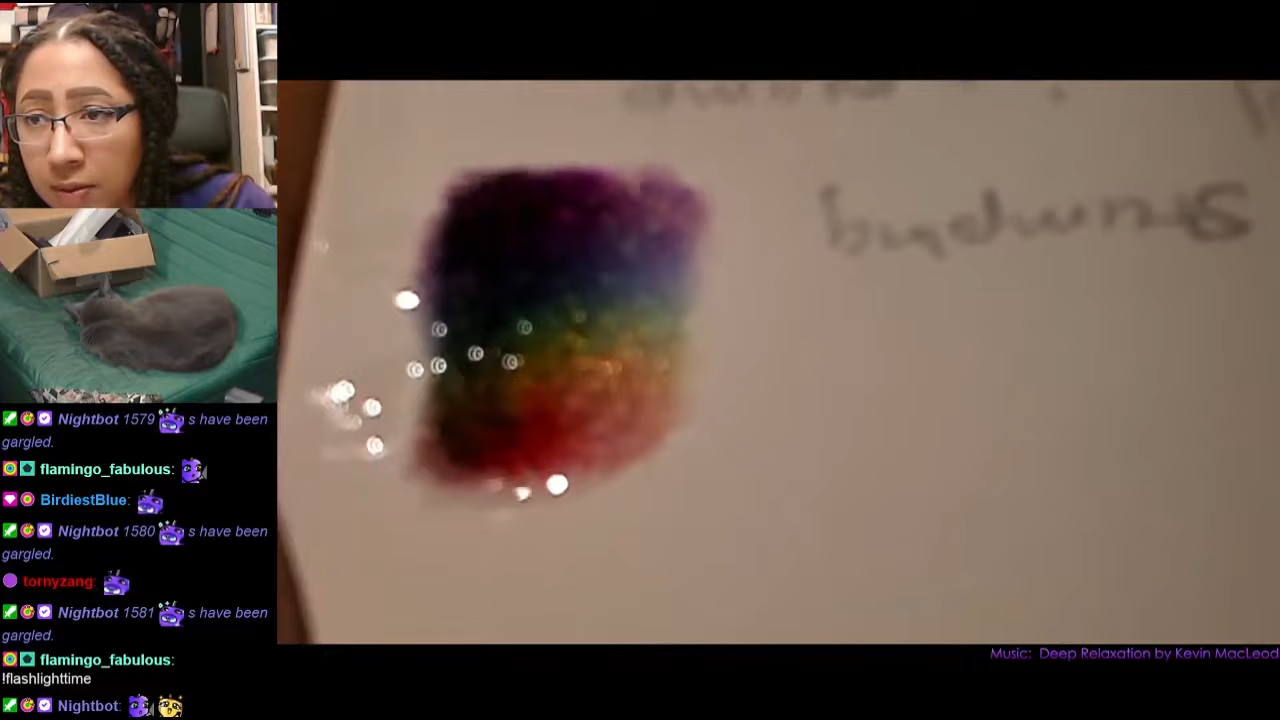 Nightbot 1579 s have been
gargled.
flamingo_fabulous:
BirdiestBlue:
Nightbot 1580 s have been
gargled.
tornyzang:
Nightbot 1581 s have been
gargled.
flamingo_fabulous:
!flashlighttime
Nightbot:
Music: Deep Relaxation by Kevin MacLeod